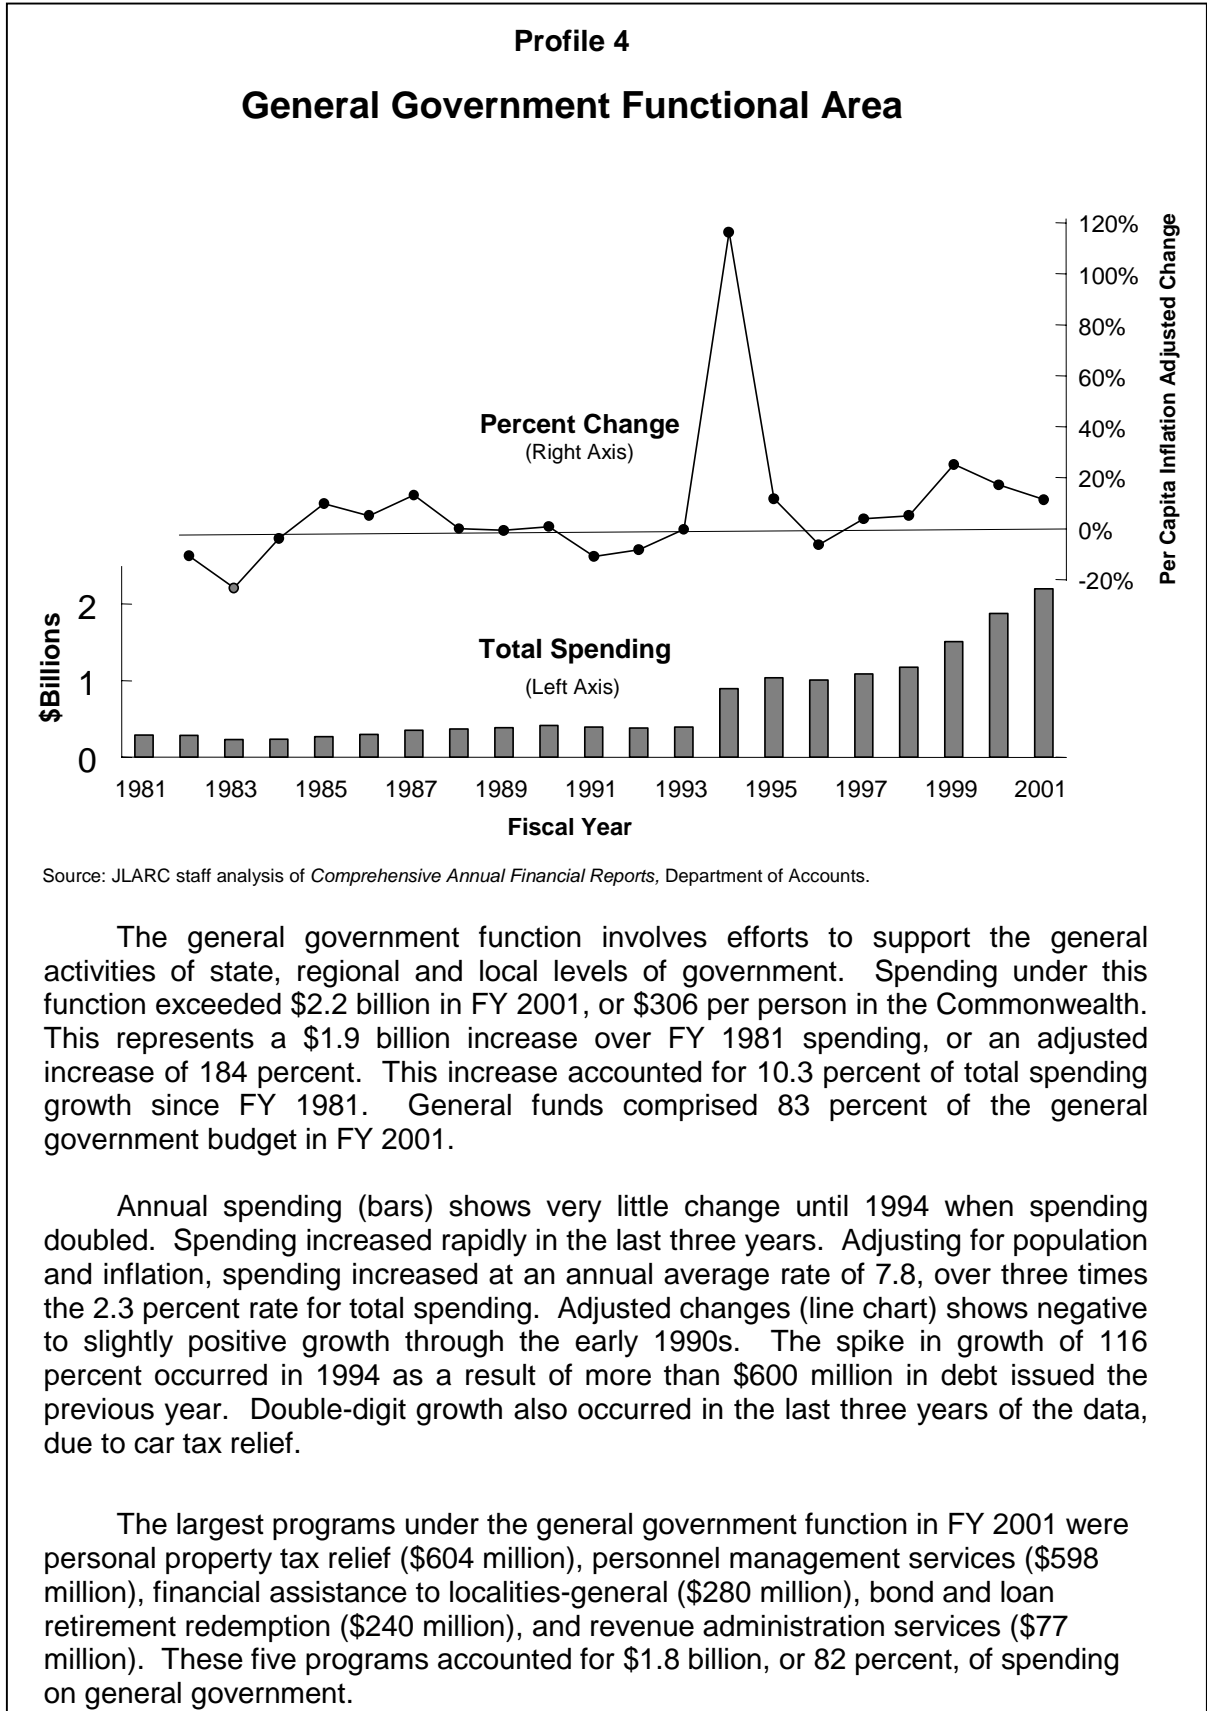 Profile 4
General Government Functional Area
120%
100%
80%
60%
40%
20%
0%
-20%
Per Capita Inflation Adjusted Change
Percent Change
(Right Axis)
$Billions
2
1
0
Total Spending
(Left Axis)
1981 1983 1985 1987 1989 1991 1993 1995 1997 1999 2001
Fiscal Year
Source: JLARC staff analysis of Comprehensive Annual Financial Reports, Department of Accounts.
The general government function involves efforts to support the general
activities of state, regional and local levels of government. Spending under this
function exceeded $2.2 billion in FY 2001, or $306 per person in the Commonwealth.
This represents a $1.9 billion increase over FY 1981 spending, or an adjusted
increase of 184 percent. This increase accounted for 10.3 percent of total spending
growth since FY 1981. General funds comprised 83 percent of the general
government budget in FY 2001.
Annual spending (bars) shows very little change until 1994 when spending
doubled. Spending increased rapidly in the last three years. Adjusting for population
and inflation, spending increased at an annual average rate of 7.8, over three times
the 2.3 percent rate for total spending. Adjusted changes (line chart) shows negative
to slightly positive growth through the early 1990s. The spike in growth of 116
percent occurred in 1994 as a result of more than $600 million in debt issued the
previous year. Double-digit growth also occurred in the last three years of the data,
due to car tax relief.
The largest programs under the general government function in FY 2001 were
personal property tax relief ($604 million), personnel management services ($598
million), financial assistance to localities-general ($280 million), bond and loan
retirement redemption ($240 million), and revenue administration services ($77
million). These five programs accounted for $1.8 billion, or 82 percent, of spending
on general government.